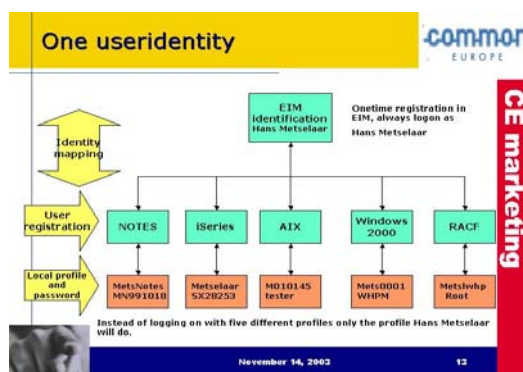 One useridentity
common
EUROPE
EIM
identification
Hans Metselaar
Onetime registration in
EIM, always logon as
Hans Metselaar
CE marketing
Identity
mapping
User
registration
NOTES
iSeries
AIX
Windows
2000
RACF
Local profile
and
password
MetsNotes
MN991018
Metselaar
SX28253
M010145
tester
Mets0001
WHPM
Metslwhp
Root
Instead of logging on with five different profiles only the profile Hans Metselaar
will do.
November 14, 2003
13